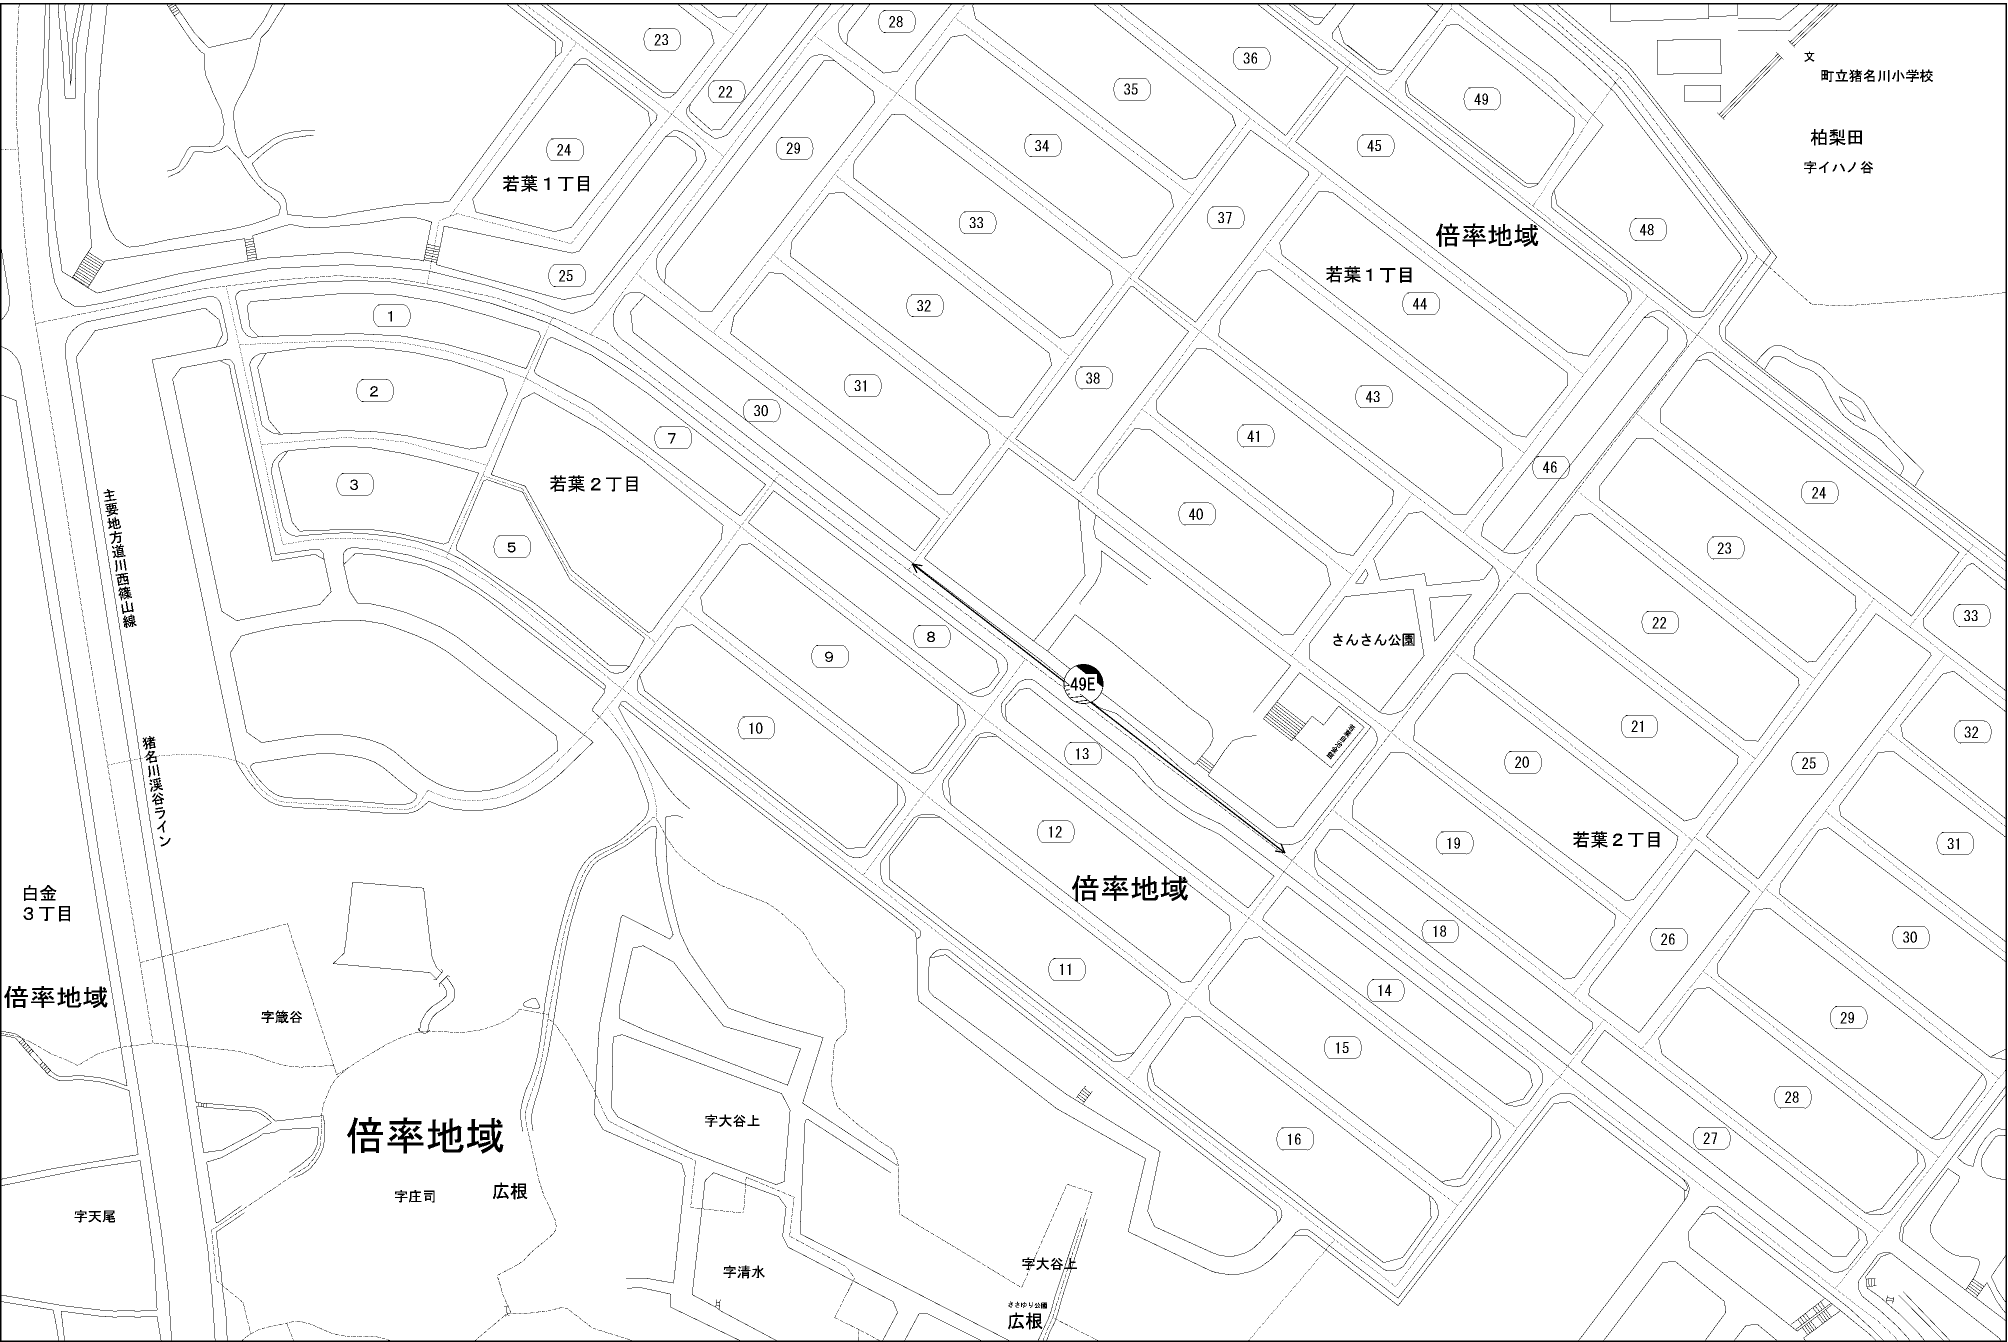 28
23
36
文
町立猪名川小学校
22
35
49
柏梨田
字イハノ谷
24
若葉1丁目
29
34
45
37
33
48
倍率地域
若葉1丁目
25
32
44
1
38
31
43
2
30
41
7
46
若葉2丁目
3
主要地方道川西篠山線
40
24
5
23
8
さんさん公園
22
33
9
49E
10
13
21
32
20
25
猪名川渓谷ライン
12
19
若葉2丁目
31
倍率地域
白金
3丁目
18
26
30
11
14
倍率地域
字箴谷
29
15
28
倍率地域
字大谷上
16
27
字庄司
広根
字天尾
字清水
字大谷上
ささゆり公園
広根